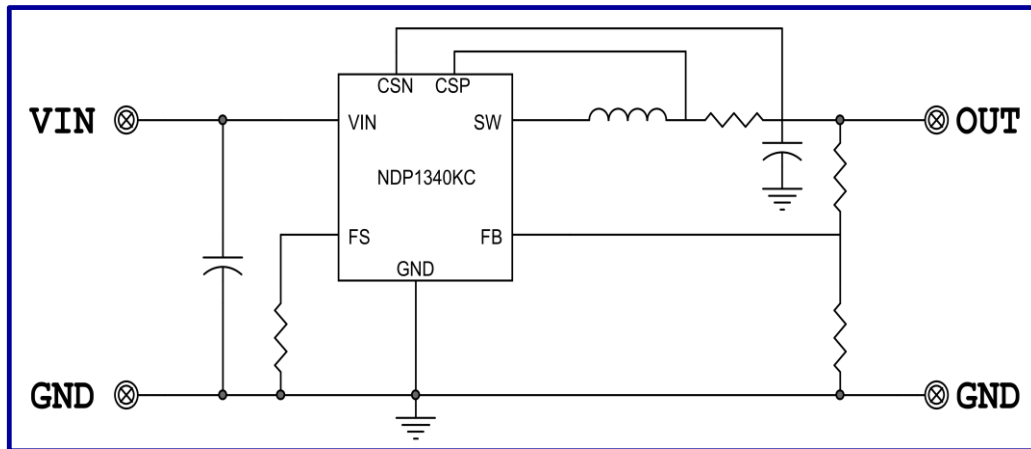 CSN CSP
VIN VIN SW OUT
NDP1340KC
FS FB
GND
GND GND